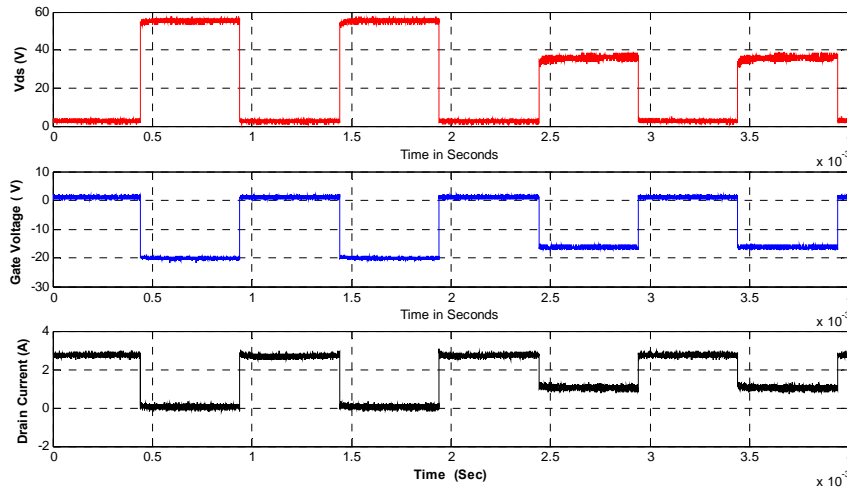 60
40
20
0
Vds (V)
0 0.5 1 1.5 2 2.5 3 3.5
Time in Seconds
x 10
10
0
-10
-20
-30
Gate Voltage ( V)
0 0.5 1 1.5 2 2.5 3 3.5
Time in Seconds
x 10
4
2
0
-2
Drain Current (A)
0 0.5 1 1.5 2 2.5 3 3.5
Time (Sec)
x 10